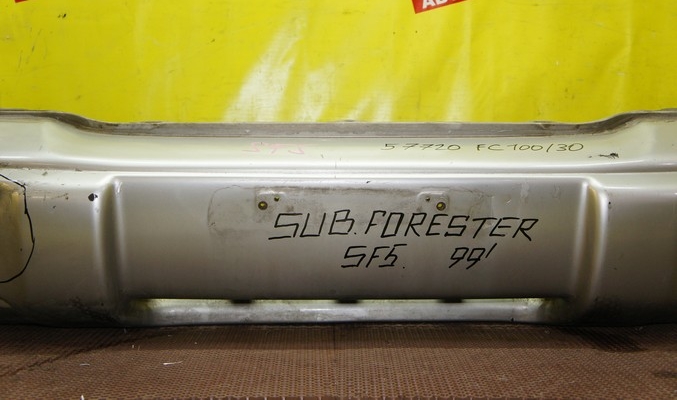 57720 FC100/30
SUB. FORESTER
SF5. 99'